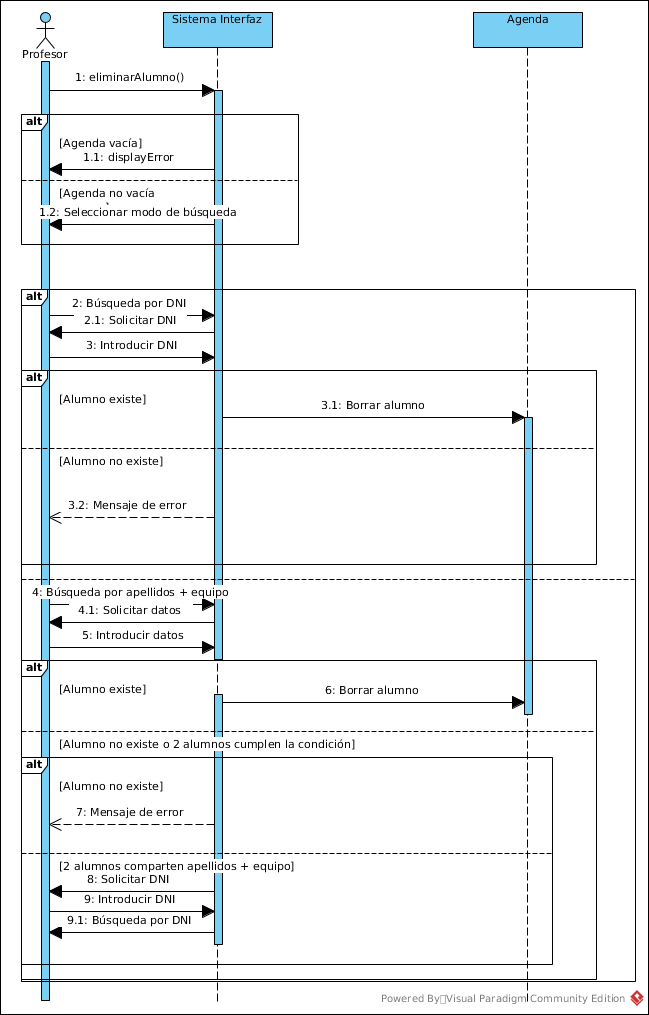 Sistema Interfaz
Agenda
Profesor
1: eliminarAlumno()
alt
[Agenda vacía]
1.1: displayError
[Agenda no vacía
1.2: Seleccionar modo de búsqueda
alt
2: Búsqueda por DNI
2.1: Solicitar DNI
3: Introducir DNI
alt
[Alumno existe]
3.1: Borrar alumno
[Alumno no existe]
3.2: Mensaje de error
4: Búsqueda por apellidos + equipo
4.1: Solicitar datos
5: Introducir datos
alt
[Alumno existe]
6: Borrar alumno
[Alumno no existe o 2 alumnos cumplen la condición]
alt
[Alumno no existe]
7: Mensaje de error
[2 alumnos comparten apellidos + equipo]
8: Solicitar DNI
9: Introducir DNI
9.1: Búsqueda por DNI
Powered By Visual Paradigm Community Edition